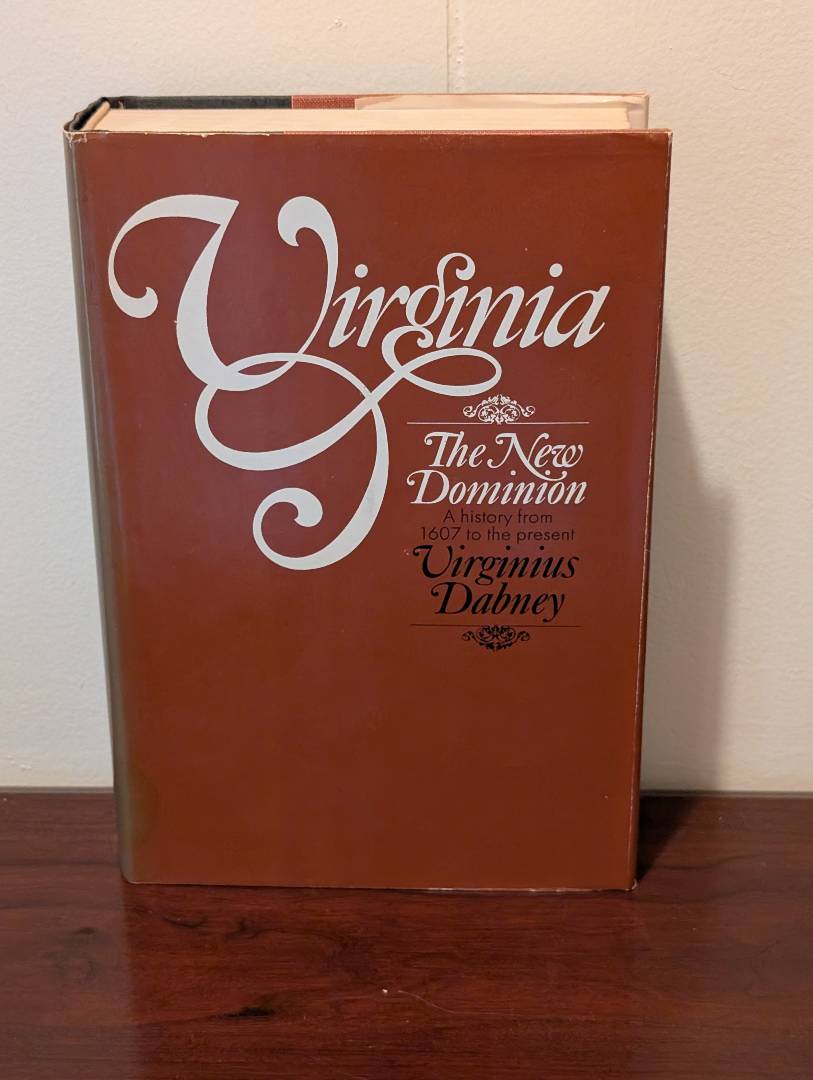 Virginia
The New
Dominion
A history from
1607 to the present
Virginius
Dabney